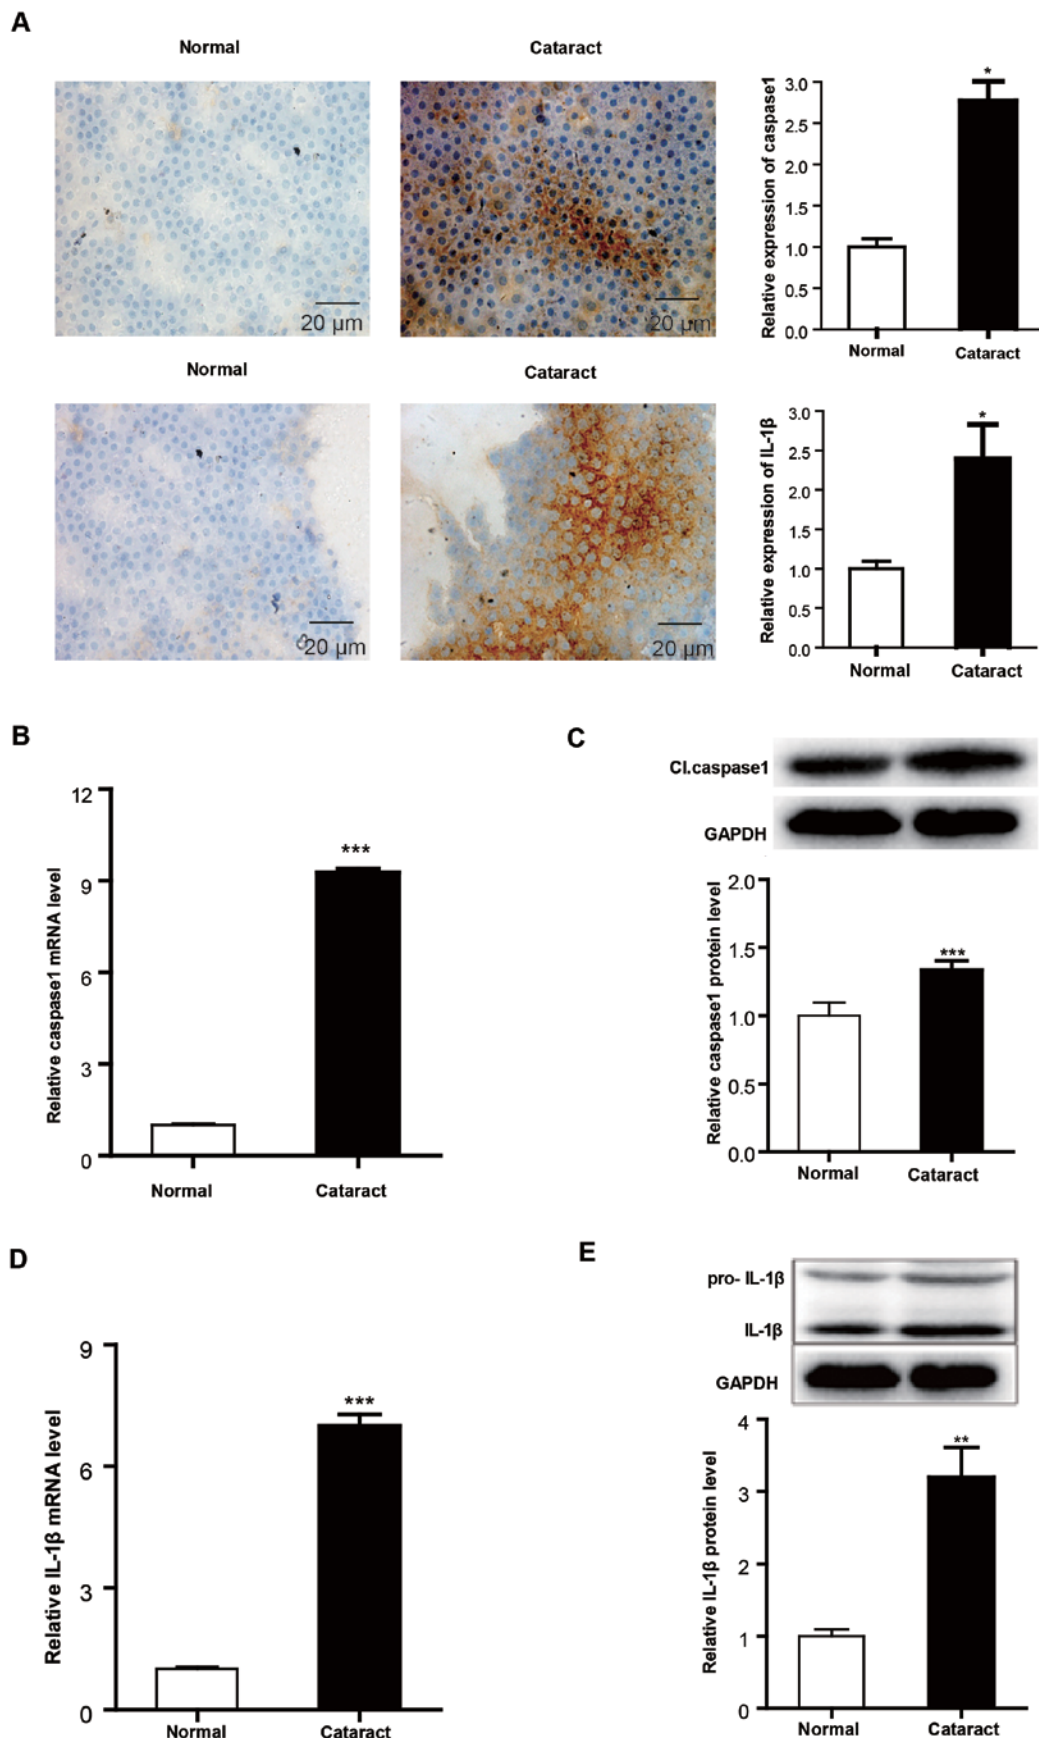 A
Normal
Cataract
20 µm
20 µm
Relative expression of caspase1
3.0
2.5
2.0
1.5
1.0
0.5
0.0
*
Normal
Cataract
Normal
Cataract
20 µm
20 µm
Relative expression of IL-1β
3.0
2.5
2.0
1.5
1.0
0.5
0.0
*
Normal
Cataract
B
Relative caspase1 mRNA level
12
9
6
3
0
***
Normal
Cataract
C
Cl.caspase1
GAPDH
Relative caspase1 protein level
2.0
1.5
1.0
0.5
0.0
***
Normal
Cataract
D
Relative IL-1β mRNA level
9
6
3
0
***
Normal
Cataract
E
pro- IL-1β
IL-1β
GAPDH
Relative IL-1β protein level
4
3
2
1
0
**
Normal
Cataract